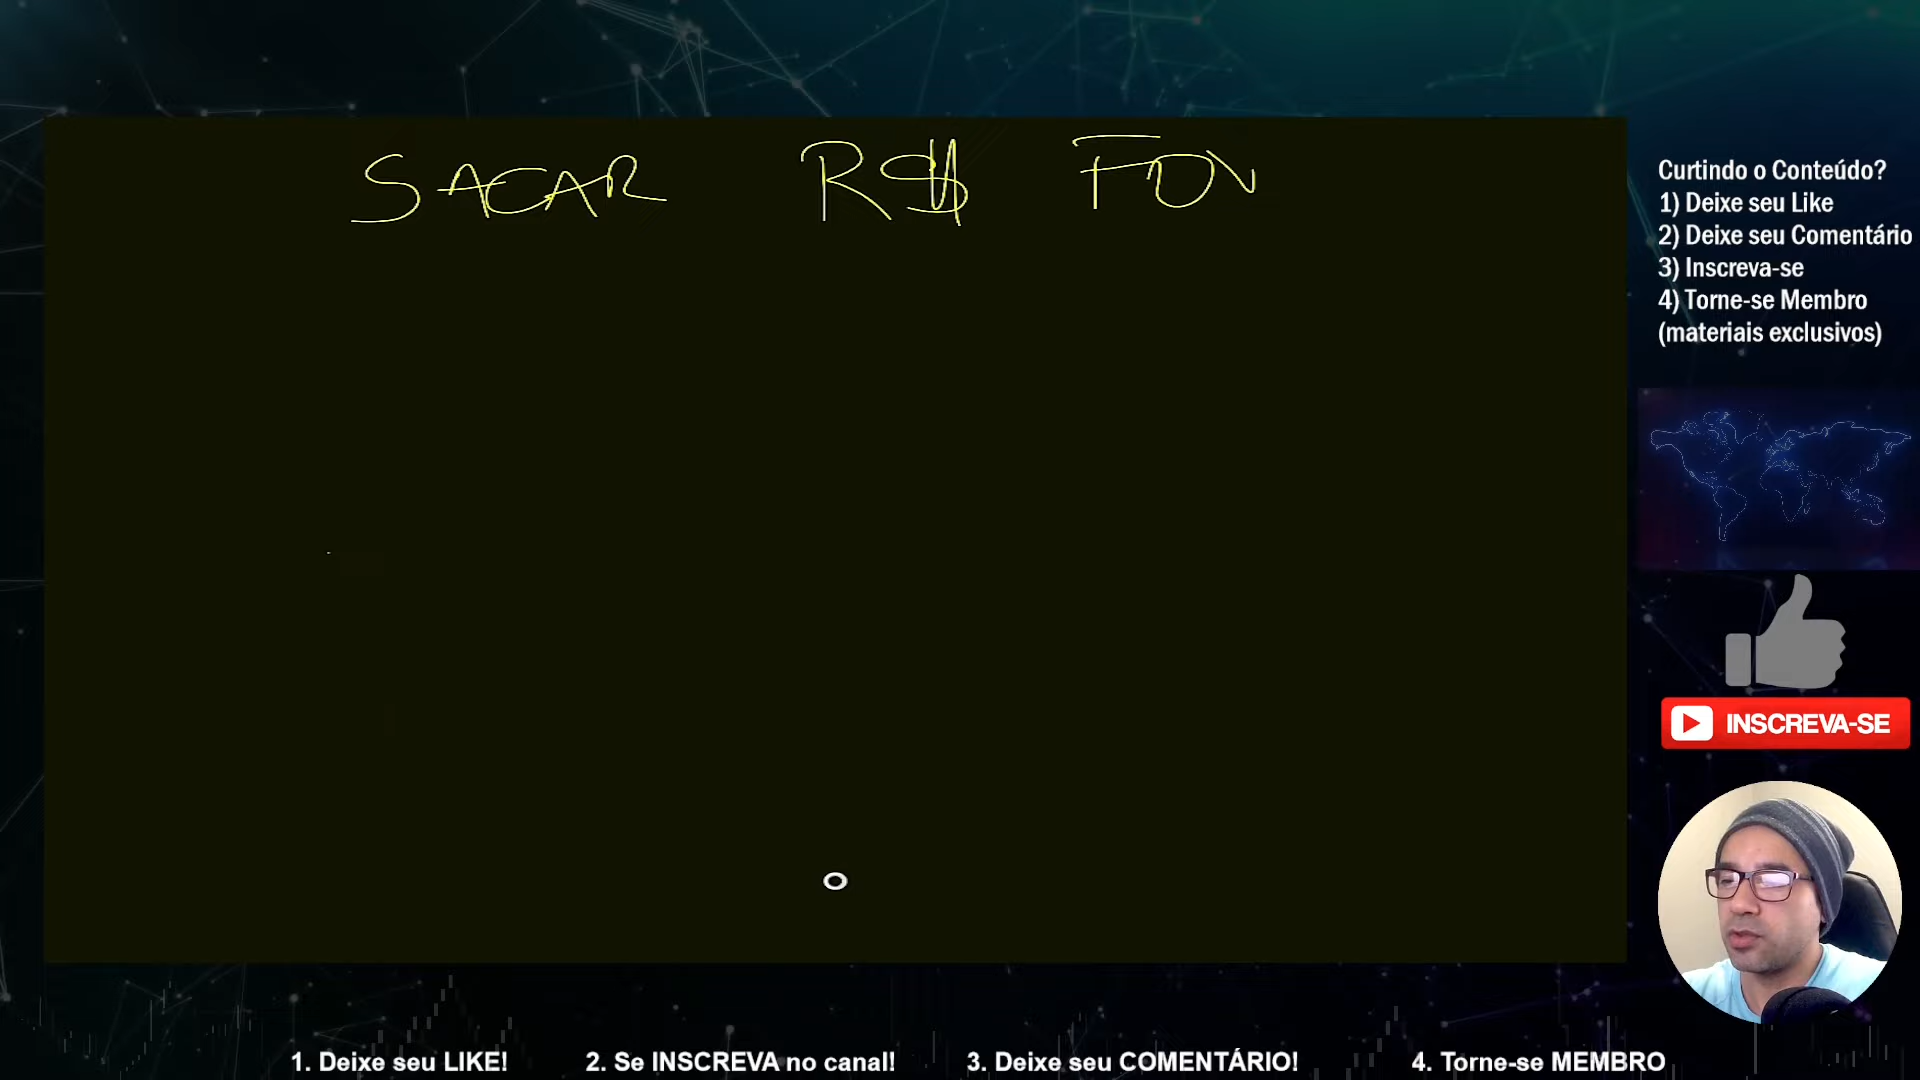 SACAR R$ FON
Curtindo o Conteúdo?
1) Deixe seu Like
2) Deixe seu Comentário
3) Inscreva-se
4) Torne-se Membro
(materiais exclusivos)
INSCREVA-SE
1. Deixe seu LIKE! 2. Se INSCREVA no canal! 3. Deixe seu COMENTÁRIO! 4. Torne-se MEMBRO